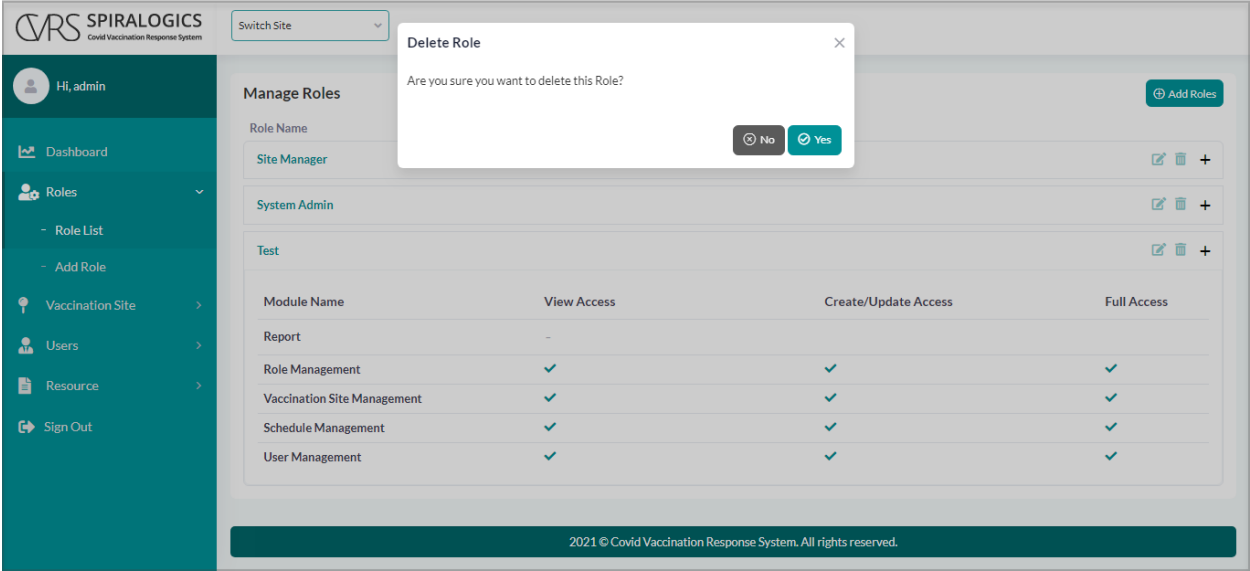 CVRS SPIRALOGICS
Covid Vaccination Response System
Switch Site
Delete Role
Are you sure you want to delete this Role?
No Yes
Hi, admin
Dashboard
Roles
- Role List
- Add Role
Vaccination Site
Users
Resource
Sign Out
Manage Roles
Add Roles
Role Name
Site Manager
System Admin
Test
Module Name View Access Create/Update Access Full Access
Report -
Role Management
Vaccination Site Management
Schedule Management
User Management
2021 © Covid Vaccination Response System. All rights reserved.